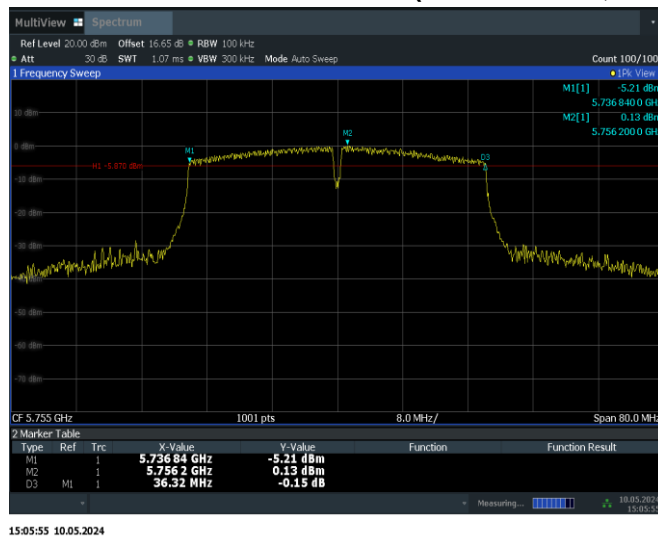 MultiView Spectrum
Ref Level 20.00 dBm Offset 16.65 dB RBW 100 kHz
Att 30 dB SWT 1.07 ms VBW 300 kHz Mode Auto Sweep Count 100/100
1 Frequency Sweep 1Pk View
M1[1] -5.21 dBm
5.736 840 0 GHz
M2[1] 0.13 dBm
5.756 200 0 GHz
10 dBm
M2
0 dBm
M1
D3
H1 -5.870 dBm
-10 dBm
-20 dBm
-30 dBm
-50 dBm
-60 dBm
-70 dBm
CF 5.755 GHz 1001 pts 8.0 MHz/ Span 80.0 MHz
2 Marker Table
Type Ref Trc X-Value Y-Value Function Function Result
M1 1 5.736 84 GHz -5.21 dBm
M2 1 5.756 2 GHz 0.13 dBm
D3 M1 1 36.32 MHz -0.15 dB
Measuring... 10.05.2024
15:05:55
15:05:55 10.05.2024